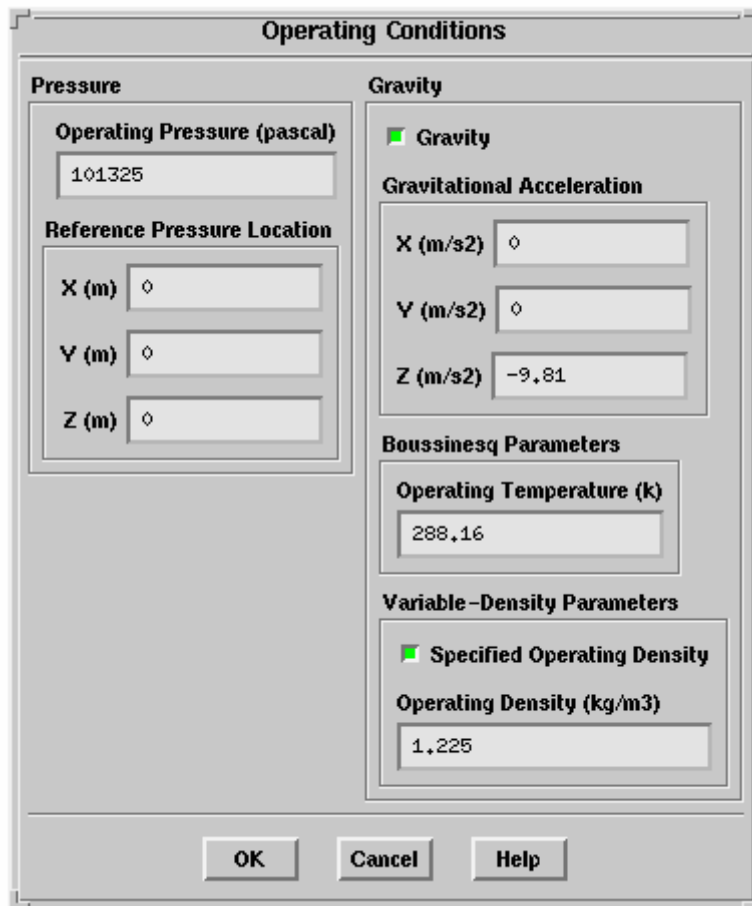 Operating Conditions
Pressure
Operating Pressure (pascal)
101325
Reference Pressure Location
X (m) 0
Y (m) 0
Z (m) 0
Gravity
Gravity
Gravitational Acceleration
X (m/s2) 0
Y (m/s2) 0
Z (m/s2) -9.81
Boussinesq Parameters
Operating Temperature (k)
288.16
Variable-Density Parameters
Specified Operating Density
Operating Density (kg/m3)
1.225
OK Cancel Help